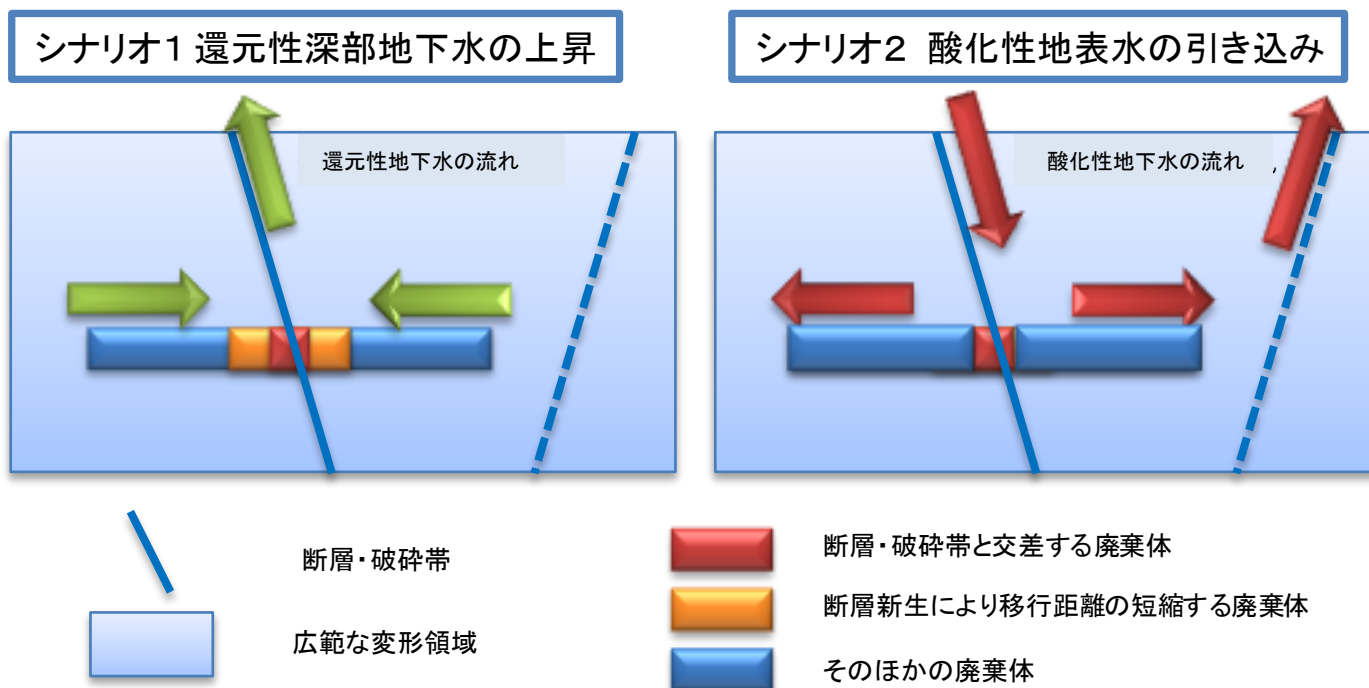 シナリオ1 還元性深部地下水の上昇
シナリオ2 酸化性地表水の引き込み
還元性地下水の流れ
酸化性地下水の流れ
断層・破砕帯
広範な変形領域
断層・破砕帯と交差する廃棄体
断層新生により移行距離の短縮する廃棄体
そのほかの廃棄体